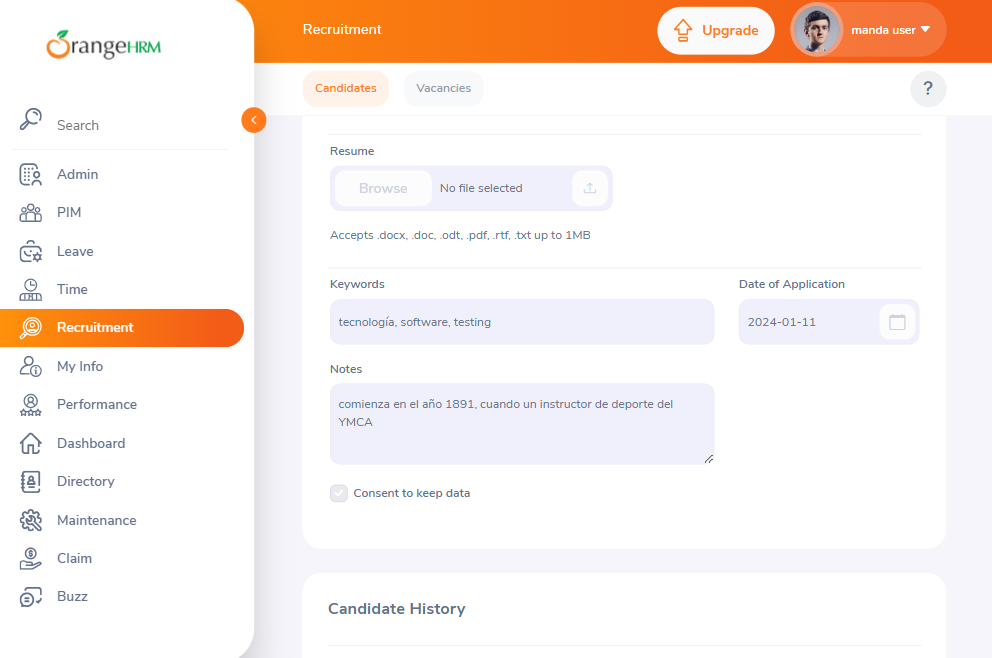 OrangeHRM
Recruitment
Upgrade
manda user
Candidates
Vacancies
?
Search
Admin
PIM
Leave
Time
Recruitment
My Info
Performance
Dashboard
Directory
Maintenance
Claim
Buzz
Resume
Browse
No file selected
Accepts .docx, .doc, .odt, .pdf, .rtf, .txt up to 1MB
Keywords
Date of Application
tecnología, software, testing
2024-01-11
Notes
comienza en el año 1891, cuando un instructor de deporte del
YMCA
Consent to keep data
Candidate History